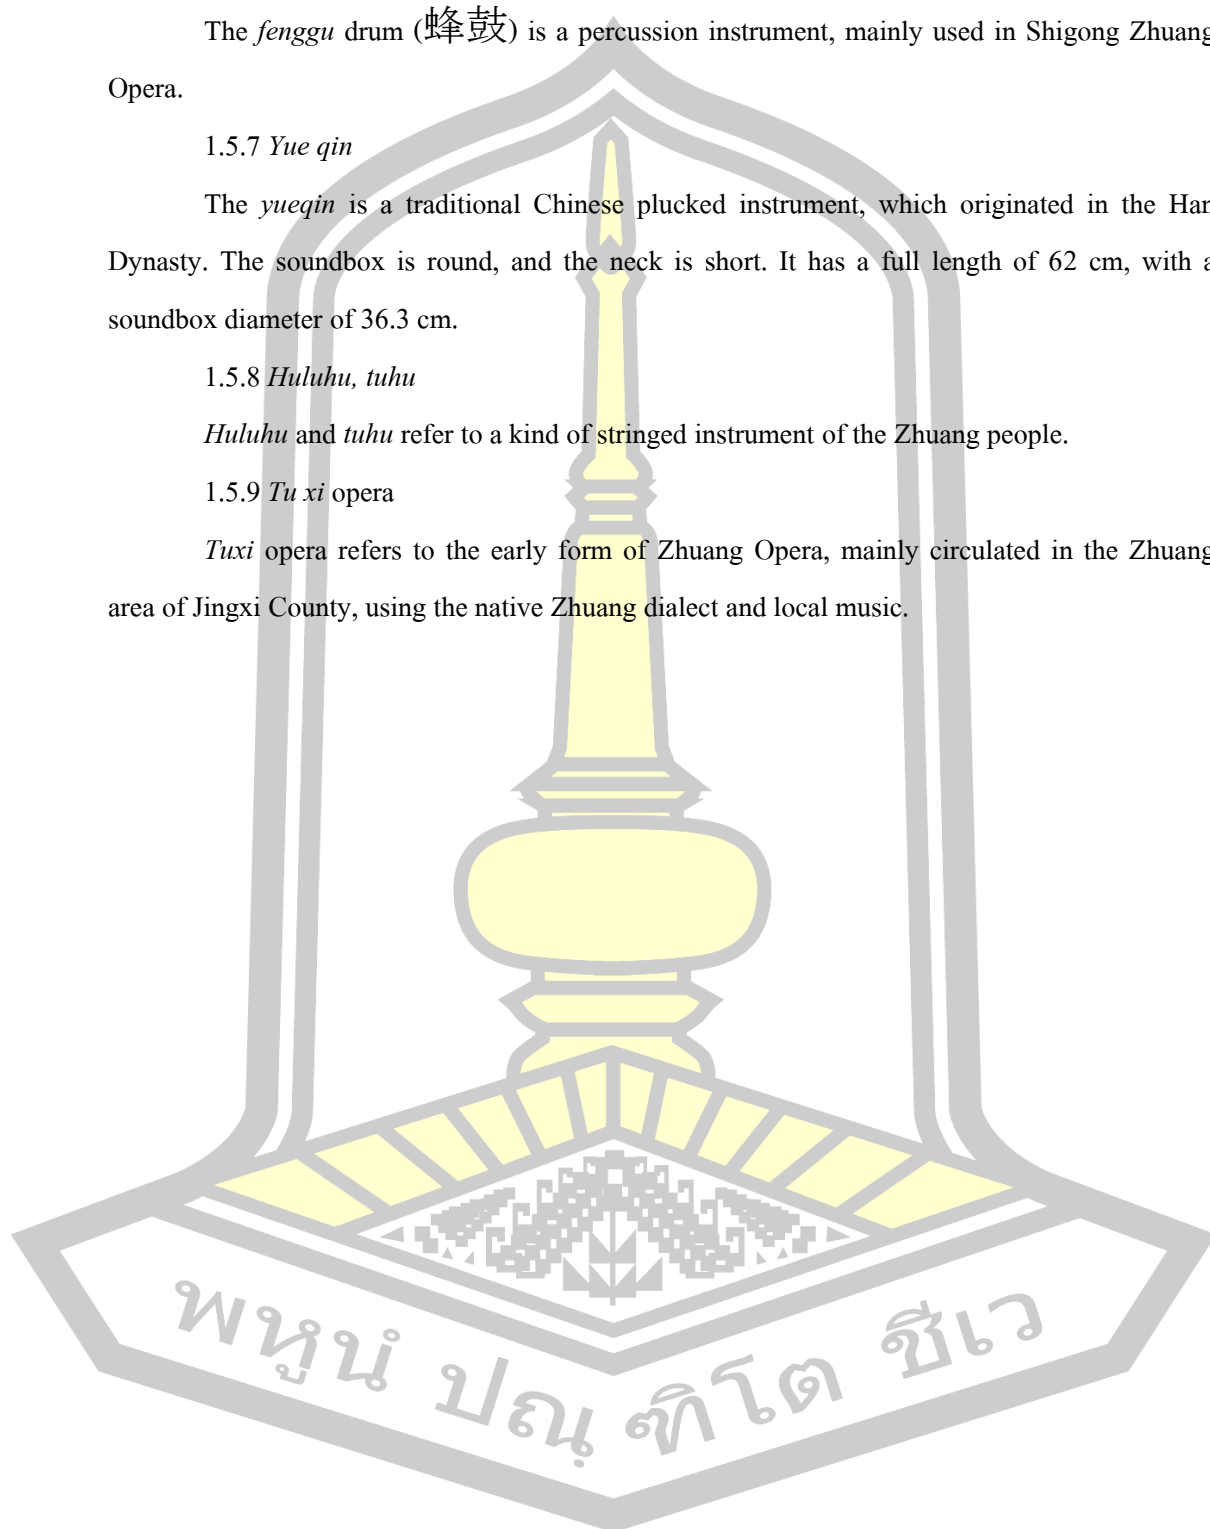 The fenggu drum (蜂鼓) is a percussion instrument, mainly used in Shigong Zhuang
Opera.
1.5.7 Yue qin
The yueqin is a traditional Chinese plucked instrument, which originated in the Han
Dynasty. The soundbox is round, and the neck is short. It has a full length of 62 cm, with a
soundbox diameter of 36.3 cm.
1.5.8 Huluhu, tuhu
Huluhu and tuhu refer to a kind of stringed instrument of the Zhuang people.
1.5.9 Tu xi opera
Tuxi opera refers to the early form of Zhuang Opera, mainly circulated in the Zhuang
area of Jingxi County, using the native Zhuang dialect and local music.
พหูนํ ปณฺฑิโต ชีเว